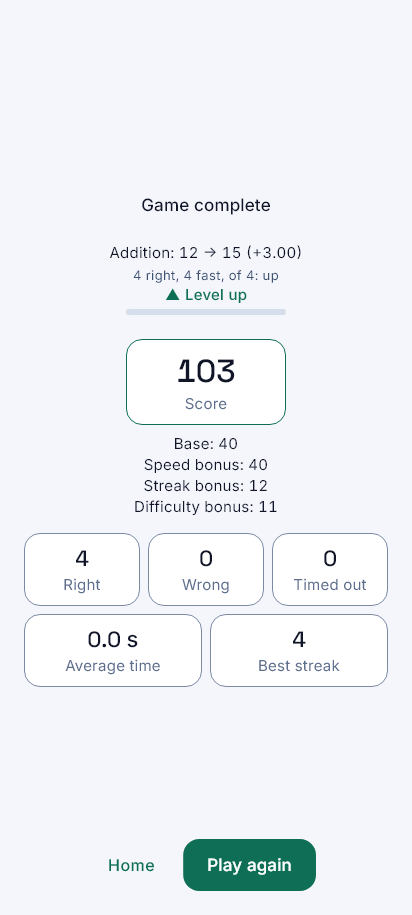 Game complete
Addition: 12 → 15 (+3.00)
4 right, 4 fast, of 4: up
▲ Level up
103
Score
Base: 40
Speed bonus: 40
Streak bonus: 12
Difficulty bonus: 11
4
Right
0
Wrong
0
Timed out
0.0 s
Average time
4
Best streak
Home
Play again